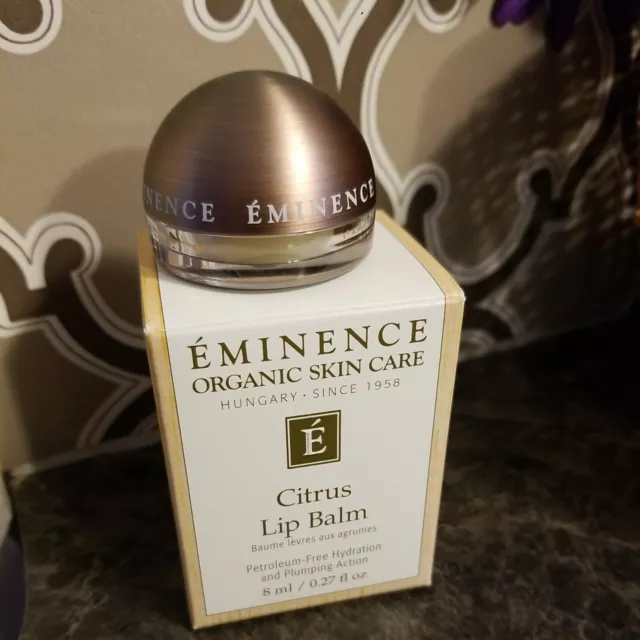 NENCE ÉMINENCE
ÉMINENCE
ORGANIC SKIN CARE
HUNGARY · SINCE 1958
É
Citrus
Lip Balm
Baume lèvres aux agrumes
Petroleum-Free Hydration
and Plumping Action
8 ml / 0.27 fl oz